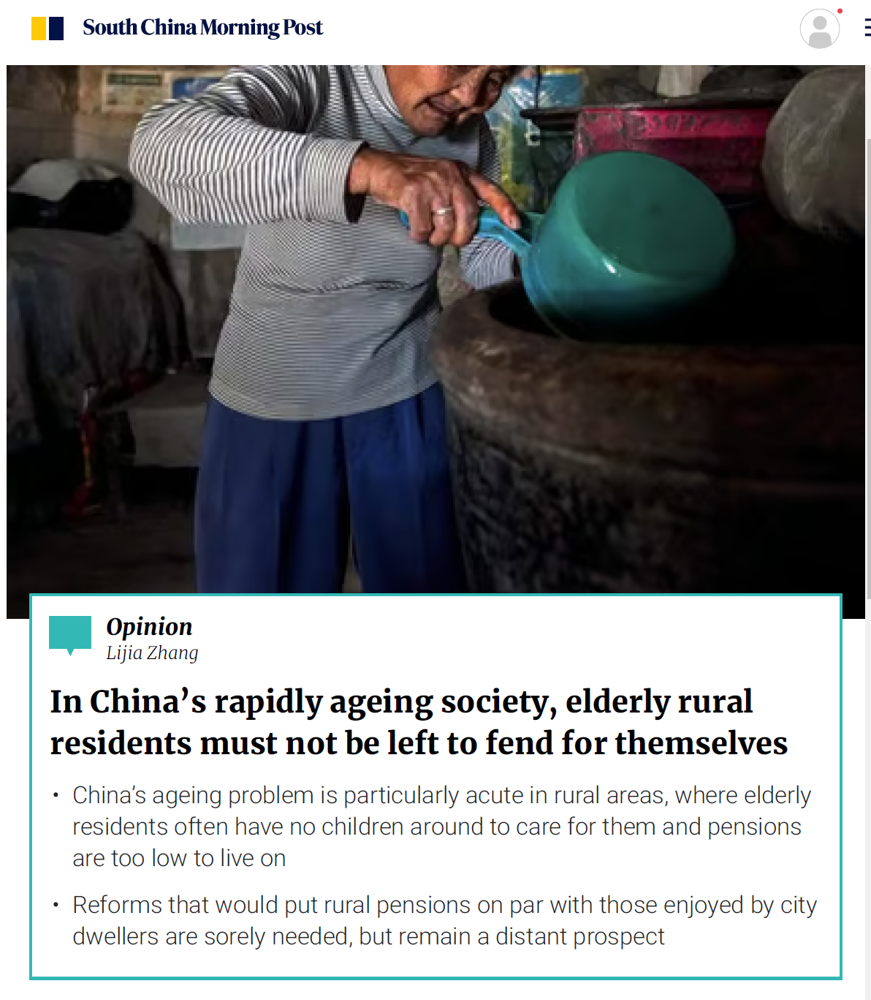 South China Morning Post
Opinion
Lijia Zhang
In China’s rapidly ageing society, elderly rural
residents must not be left to fend for themselves
• China’s ageing problem is particularly acute in rural areas, where elderly
residents often have no children around to care for them and pensions
are too low to live on
• Reforms that would put rural pensions on par with those enjoyed by city
dwellers are sorely needed, but remain a distant prospect